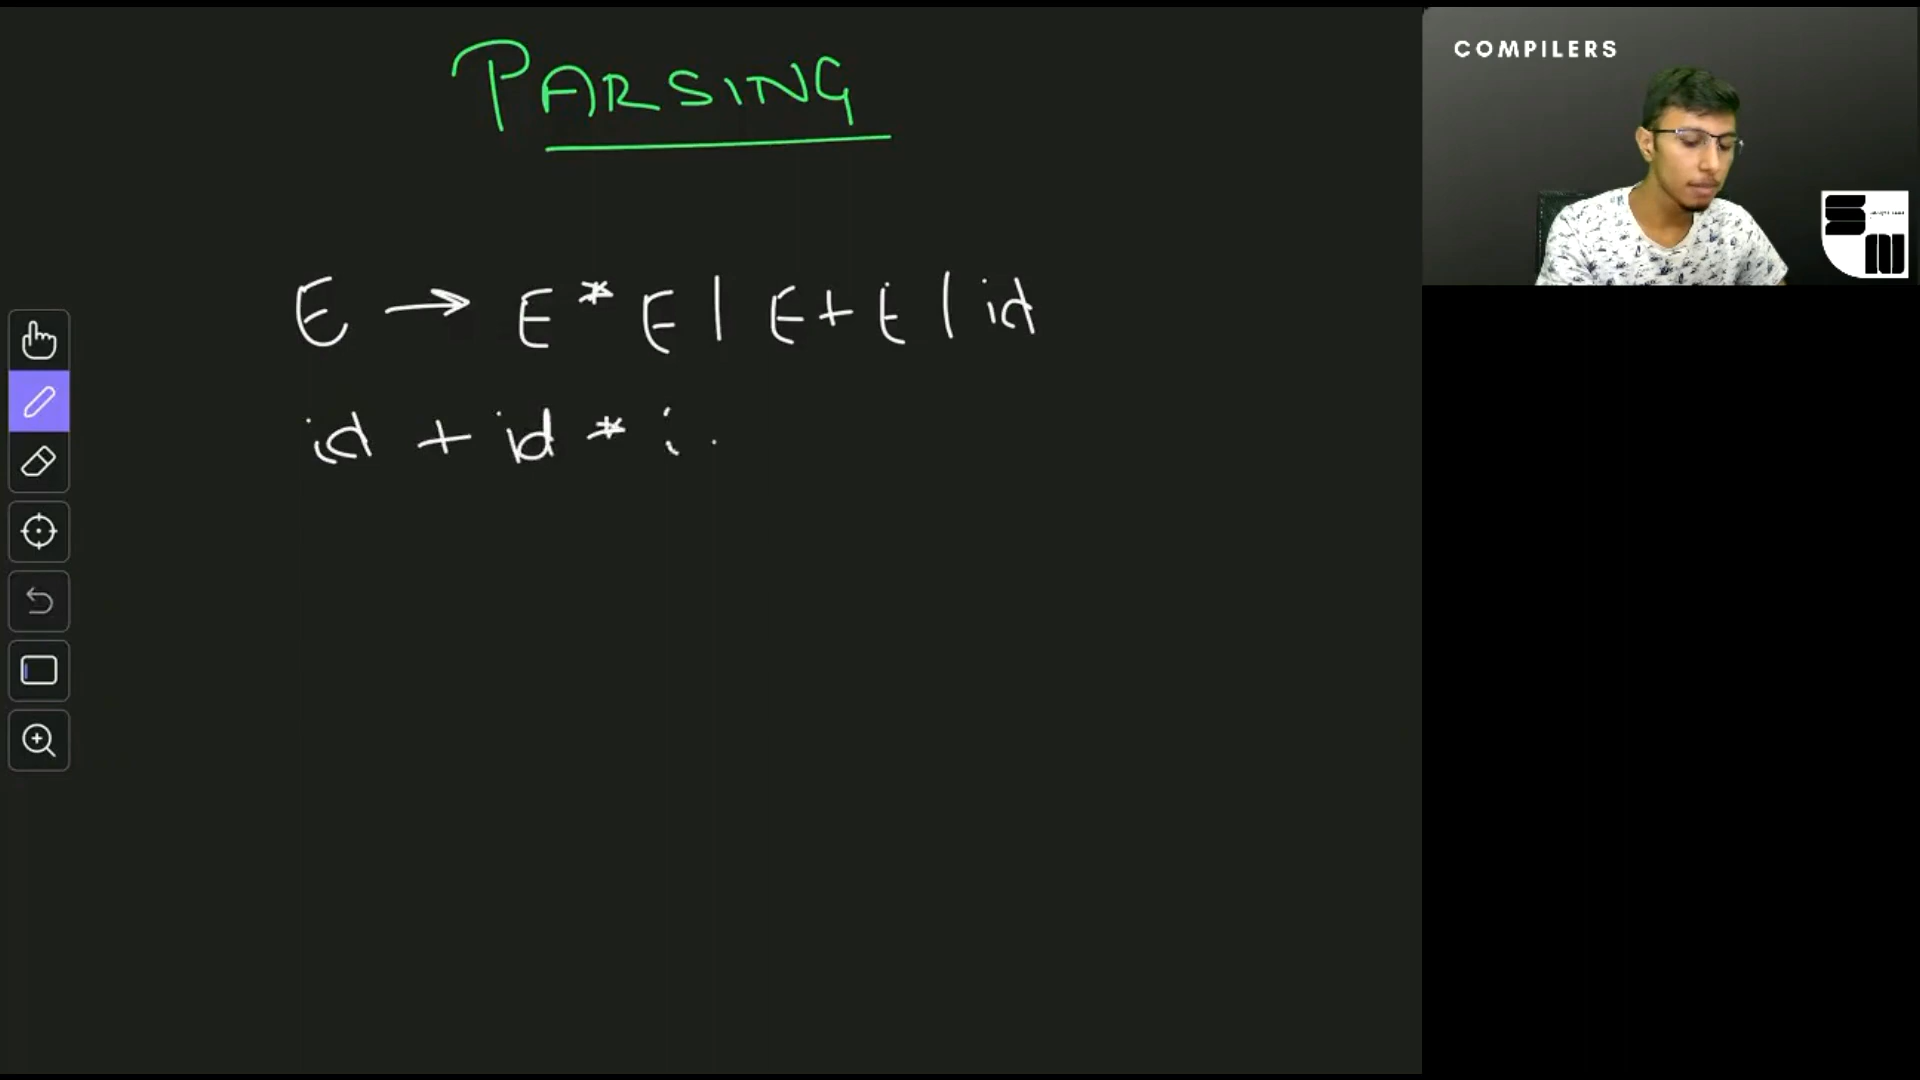 PARSING
COMPILERS
E → E * E | E + E | id
id + id * i